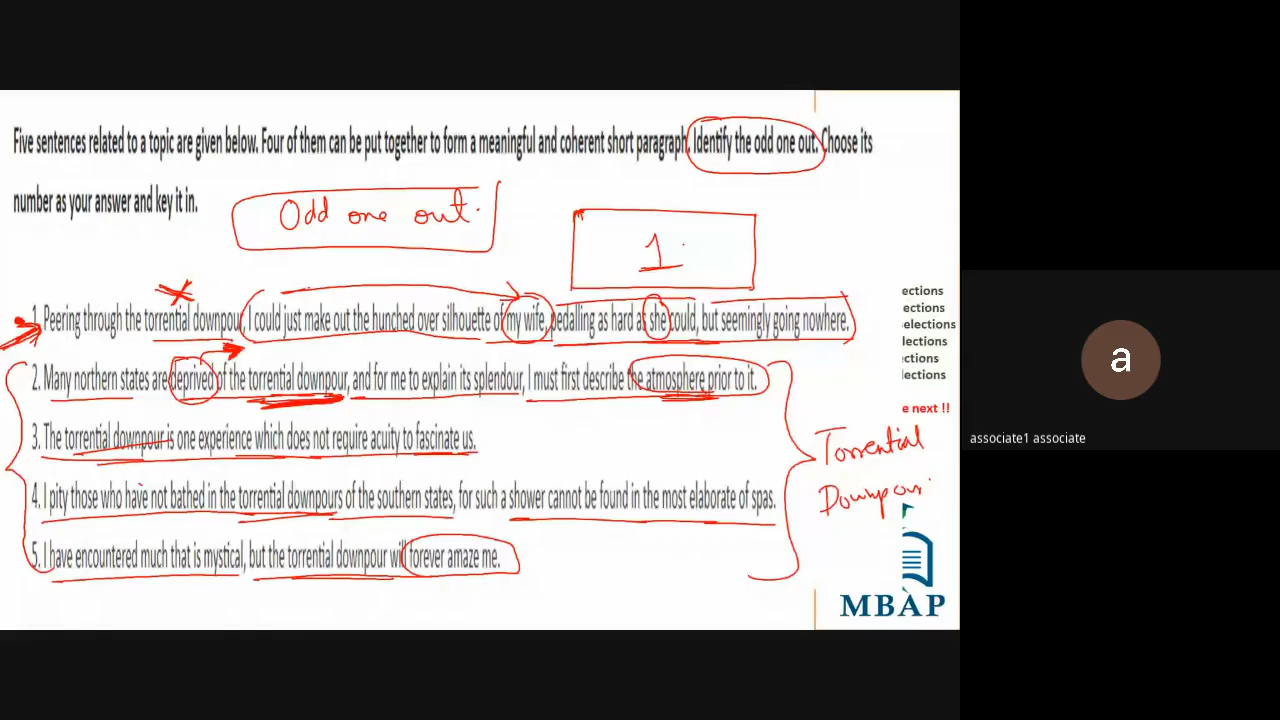 Five sentences related to a topic are given below. Four of them can be put together to form a meaningful and coherent short paragraph. Identify the odd one out. Choose its
number as your answer and key it in.
Odd one out.
1.
1. Peering through the torrential downpour, I could just make out the hunched over silhouette of my wife, pedalling as hard as she could, but seemingly going nowhere.
2. Many northern states are deprived of the torrential downpour, and for me to explain its splendour, I must first describe the atmosphere prior to it.
3. The torrential downpour is one experience which does not require acuity to fascinate us.
4. I pity those who have not bathed in the torrential downpours of the southern states, for such a shower cannot be found in the most elaborate of spas.
5. I have encountered much that is mystical, but the torrential downpour will forever amaze me.
Torrential
Downpour
ections
ections
elections
lections
ections
ections
e next !!
MBAP
a
associate1 associate